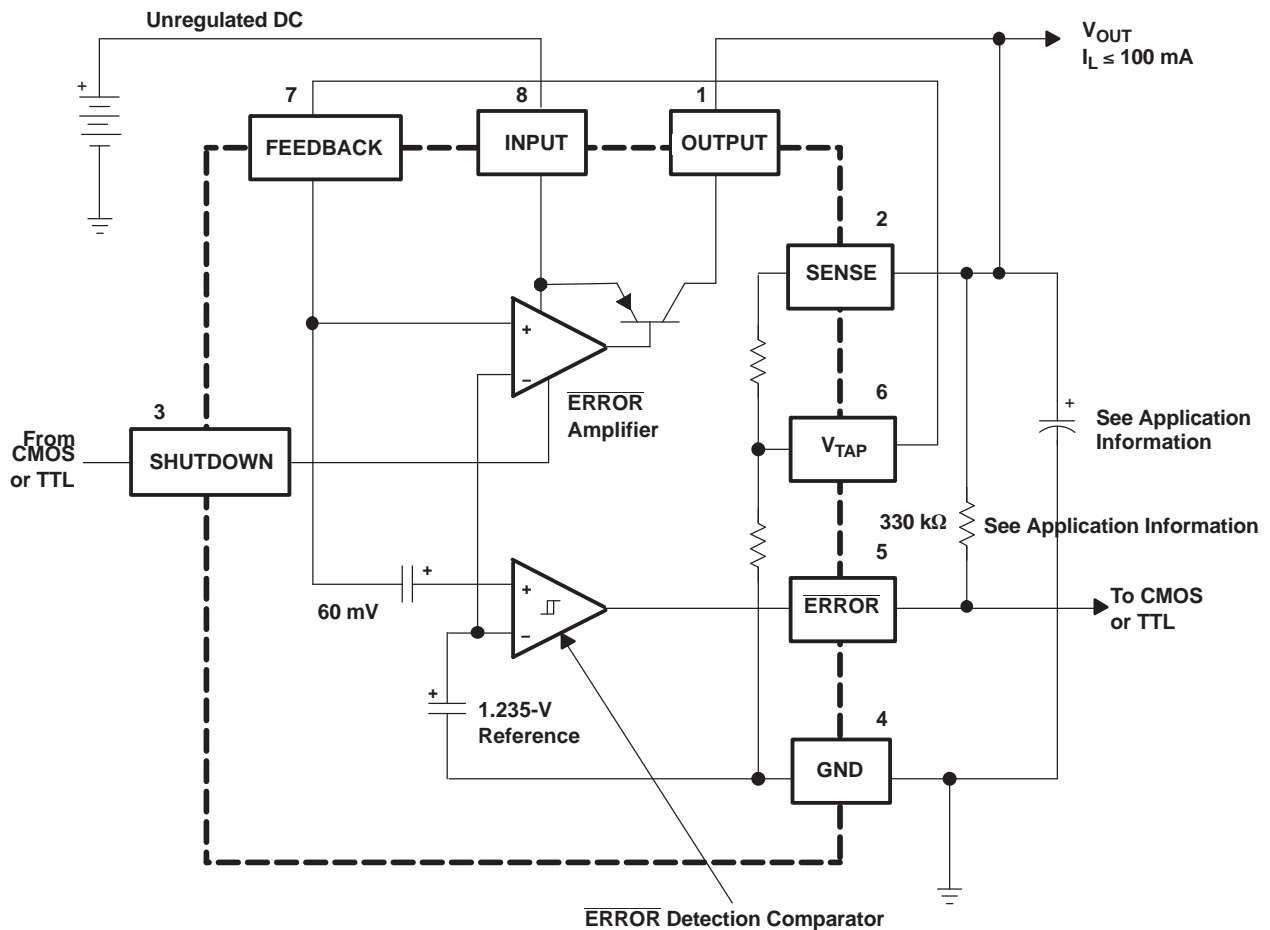 Unregulated DC
V_OUT
I_L ≤ 100 mA
7
8
1
FEEDBACK
INPUT
OUTPUT
2
SENSE
+
+
−
ERROR
Amplifier
6
V_TAP
+
See Application
Information
3
From
CMOS
or TTL
SHUTDOWN
330 kΩ
See Application Information
5
60 mV
+
+
−
ERROR
To CMOS
or TTL
+
1.235-V
Reference
4
GND
ERROR Detection Comparator